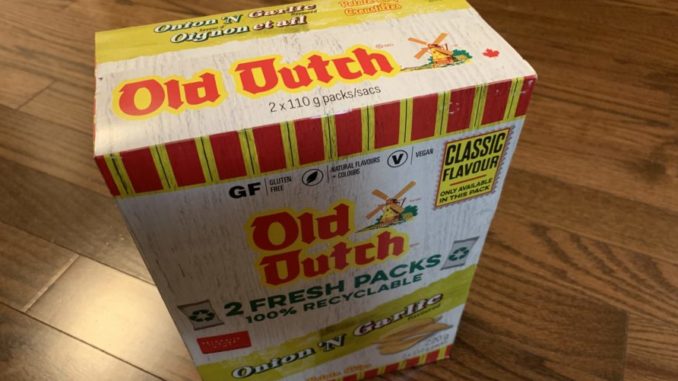 Onion 'N Garlic
Oignon et ail
Old Dutch
2 x 110 g packs/sacs
GF
GLUTEN
FREE
NATURAL FLAVOURS
+ COLOURS
V
VEGAN
CLASSIC
FLAVOUR
ONLY AVAILABLE
IN THIS PACK
Old
Dutch
2 FRESH PACKS
100% RECYCLABLE
Onion 'N Garlic
220 g